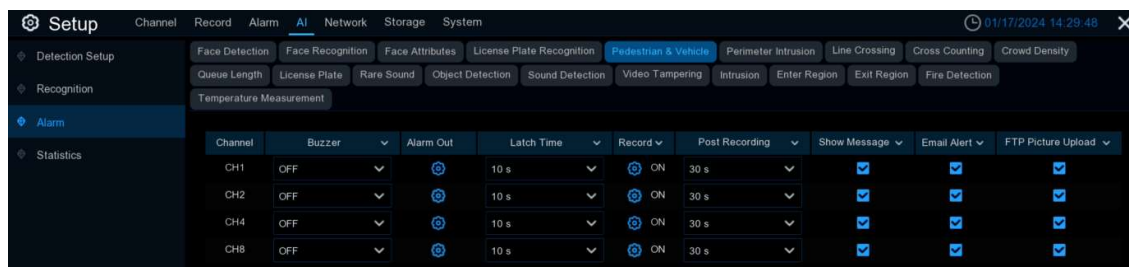 Setup Channel Record Alarm AI Network Storage System 01/17/2024 14:29:48
Detection Setup
Recognition
Alarm
Statistics
Face Detection Face Recognition Face Attributes License Plate Recognition Pedestrian & Vehicle Perimeter Intrusion Line Crossing Cross Counting Crowd Density
Queue Length License Plate Rare Sound Object Detection Sound Detection Video Tampering Intrusion Enter Region Exit Region Fire Detection
Temperature Measurement
Channel Buzzer Alarm Out Latch Time Record Post Recording Show Message Email Alert FTP Picture Upload
CH1 OFF 10 s ON 30 s
CH2 OFF 10 s ON 30 s
CH4 OFF 10 s ON 30 s
CH8 OFF 10 s ON 30 s